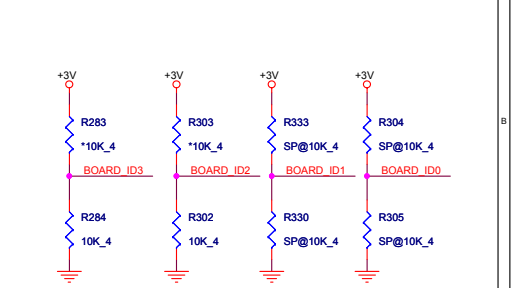 +3V +3V +3V +3V
R283 R303 R333 R304
*10K_4 *10K_4 SP@10K_4 SP@10K_4
B
BOARD_ID3 BOARD_ID2 BOARD_ID1 BOARD_ID0
R284 R302 R330 R305
10K_4 10K_4 SP@10K_4 SP@10K_4